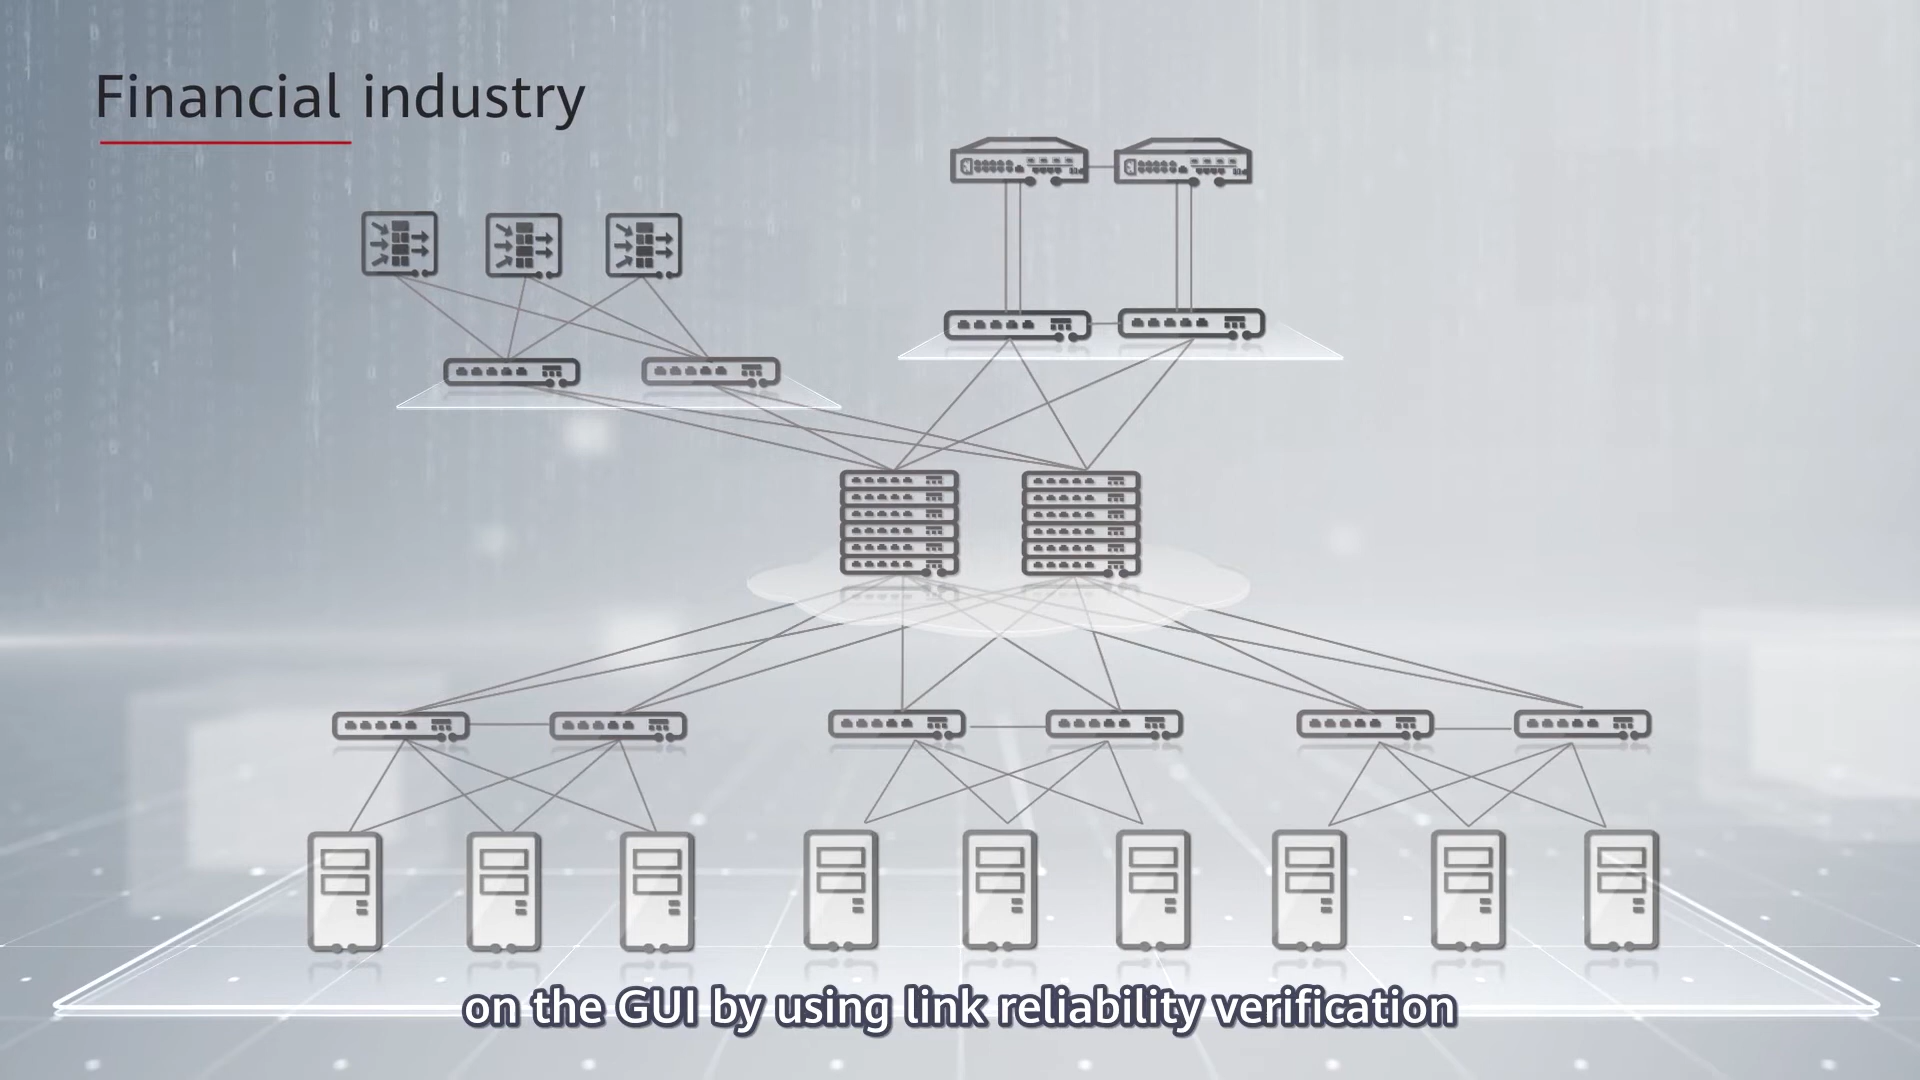 Financial industry
on the GUI by using link reliability verification